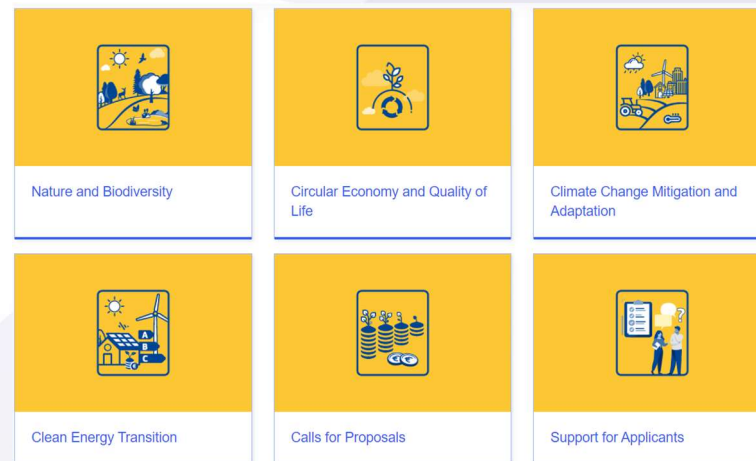 Nature and Biodiversity
Circular Economy and Quality of
Life
Climate Change Mitigation and
Adaptation
A
B
C
Clean Energy Transition
Calls for Proposals
?
Support for Applicants